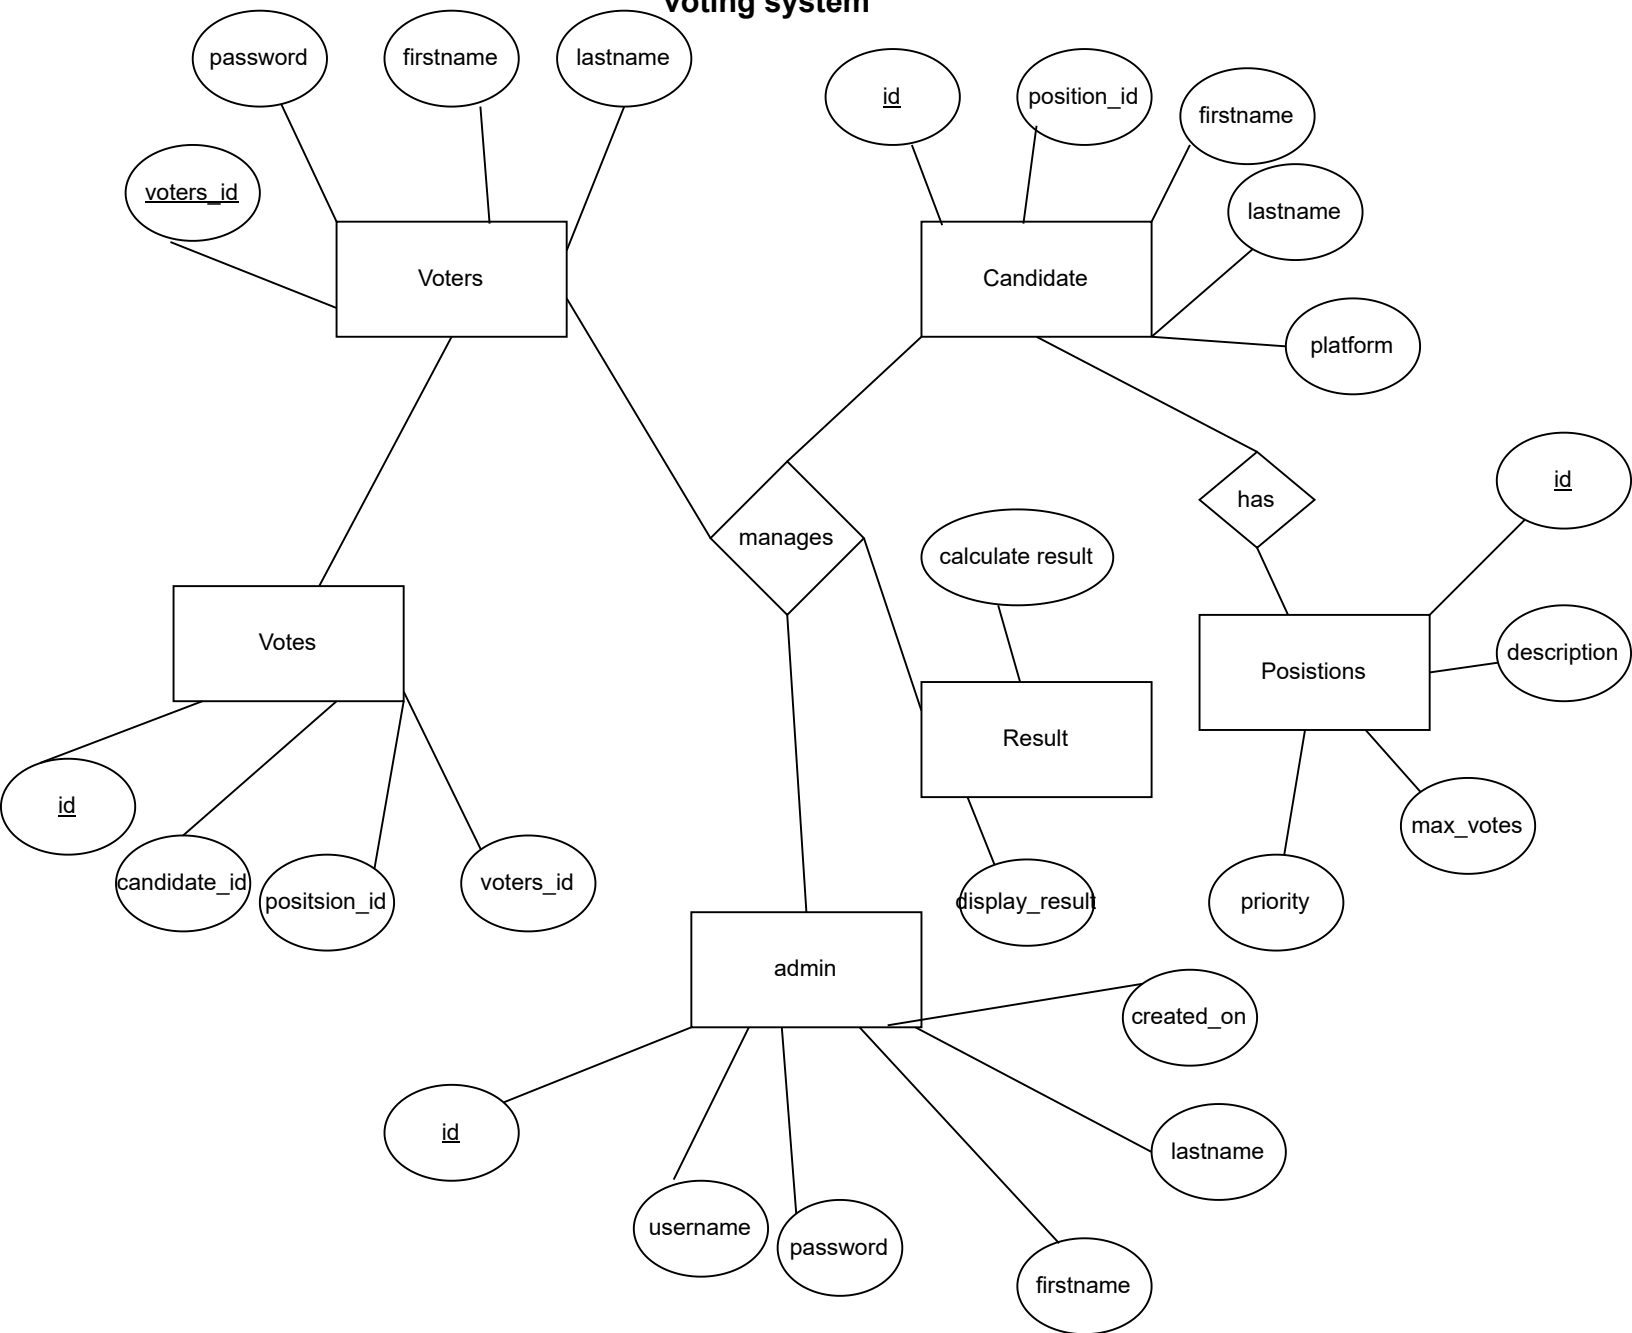 voting system
password
firstname
lastname
id
position_id
firstname
voters_id
lastname
Voters
Candidate
platform
id
has
manages
calculate result
Votes
description
Posistions
Result
id
max_votes
candidate_id
positsion_id
voters_id
display_result
priority
admin
created_on
id
lastname
username
password
firstname